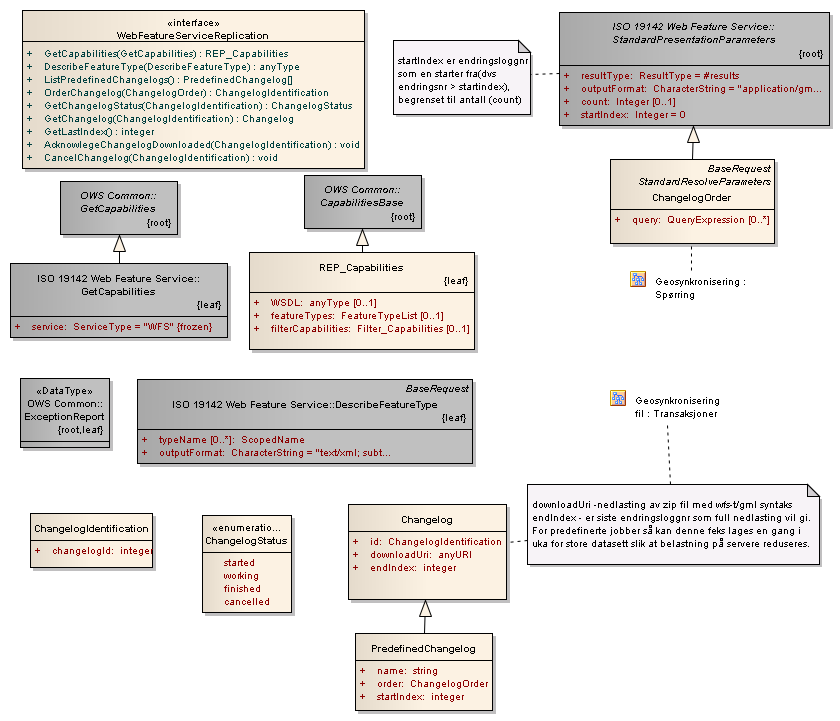 «interface»
WebFeatureServiceReplication
+ GetCapabilities(GetCapabilities) : REP_Capabilities
+ DescribeFeatureType(DescribeFeatureType) : anyType
+ ListPredefinedChangelogs() : PredefinedChangelog[]
+ OrderChangelog(ChangelogOrder) : ChangelogIdentification
+ GetChangelogStatus(ChangelogIdentification) : ChangelogStatus
+ GetChangelog(ChangelogIdentification) : Changelog
+ GetLastIndex() : integer
+ AcknowlegeChangelogDownloaded(ChangelogIdentification) : void
+ CancelChangelog(ChangelogIdentification) : void
startIndex er endringsloggnr
som en starter fra(dvs
endringsnr > startindex),
begrenset til antall (count)
ISO 19142 Web Feature Service::
StandardPresentationParameters
{root}
+ resultType: ResultType = #results
+ outputFormat: CharacterString = "application/gm...
+ count: Integer [0..1]
+ startIndex: Integer = 0
BaseRequest
StandardResolveParameters
ChangelogOrder
+ query: QueryExpression [0..*]
Geosynkronisering :
Spørring
OWS Common::
GetCapabilities
{root}
OWS Common::
CapabilitiesBase
{root}
ISO 19142 Web Feature Service::
GetCapabilities
{leaf}
+ service: ServiceType = "WFS" {frozen}
REP_Capabilities
{leaf}
+ WSDL: anyType [0..1]
+ featureTypes: FeatureTypeList [0..1]
+ filterCapabilities: Filter_Capabilities [0..1]
«DataType»
OWS Common::
ExceptionReport
{root,leaf}
BaseRequest
ISO 19142 Web Feature Service::DescribeFeatureType
{leaf}
+ typeName [0..*]: ScopedName
+ outputFormat: CharacterString = "text/xml; subt...
Geosynkronisering
fil : Transaksjoner
downloadUri -nedlasting av zip fil med wfs-t/gml syntaks
endIndex - er siste endringsloggnr som full nedlasting vil gi.
For predefinerte jobber så kan denne feks lages en gang i
uka for store datasett slik at belastning på servere reduseres.
ChangelogIdentification
+ changelogId: integer
«enumeratio...
ChangelogStatus
started
working
finished
cancelled
Changelog
+ id: ChangelogIdentification
+ downloadUri: anyURI
+ endIndex: integer
PredefinedChangelog
+ name: string
+ order: ChangelogOrder
+ startIndex: integer